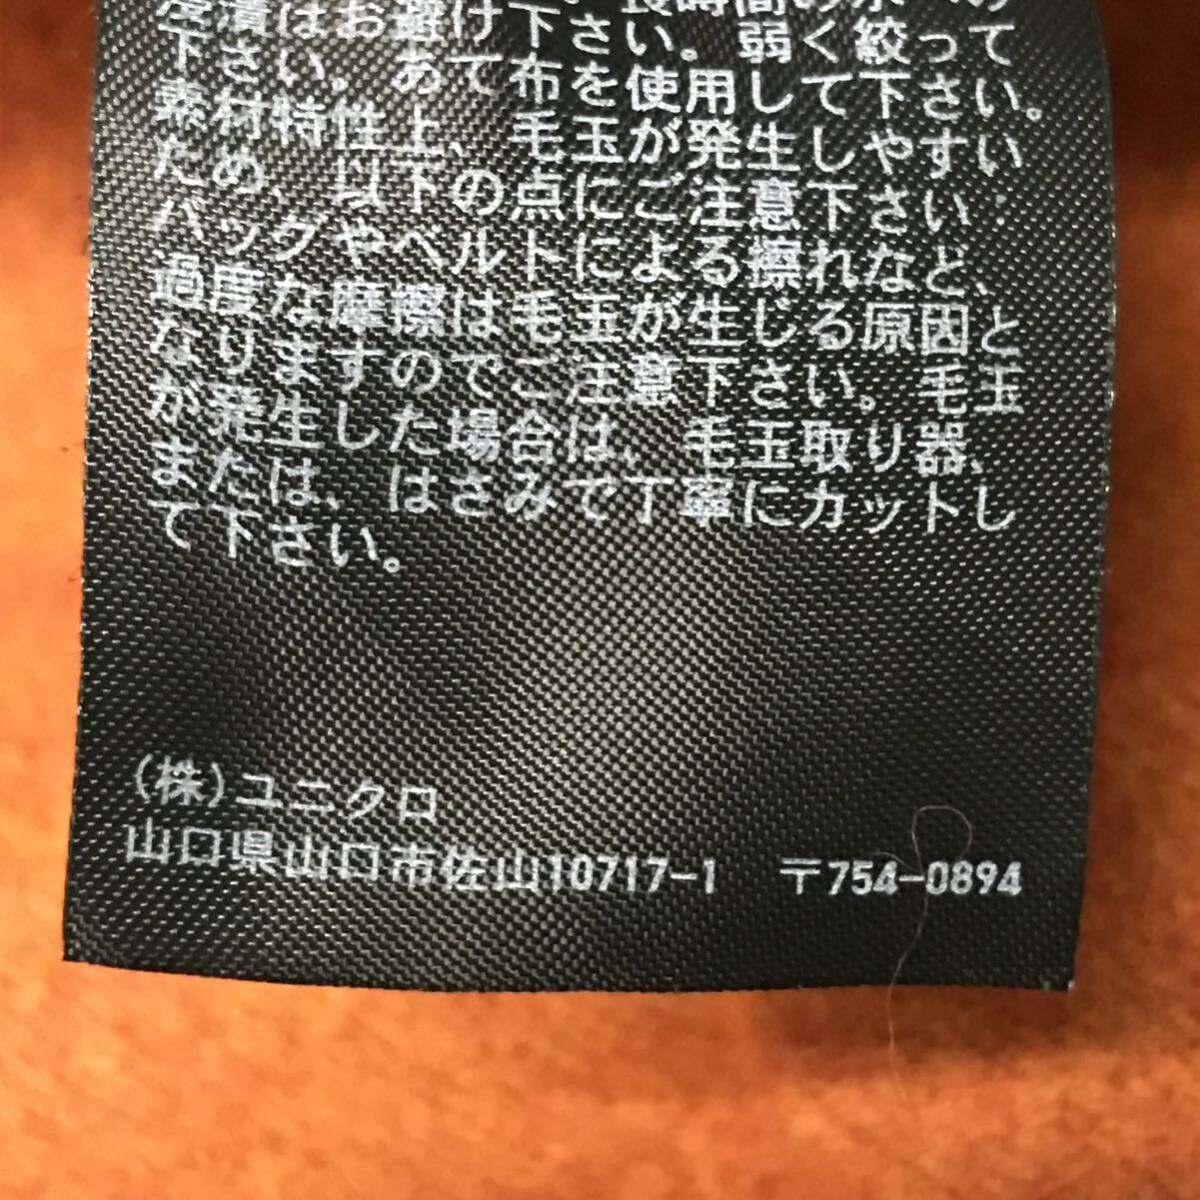 長時間
漬はお避け下さい。弱く絞って
下さい。あて布を使用して下さい。
素材特性上、毛玉が発生しやすい
ため、以下の点にご注意下さい:
バッグやベルトによる擦れなど、
過度な摩擦は毛玉が生じる原因と
なりますのでご注意下さい。毛玉
が発生した場合は、毛玉取り器、
または、はさみで丁寧にカットし
て下さい。
(株)ユニクロ
山口県山口市佐山10717-1 〒754-0894